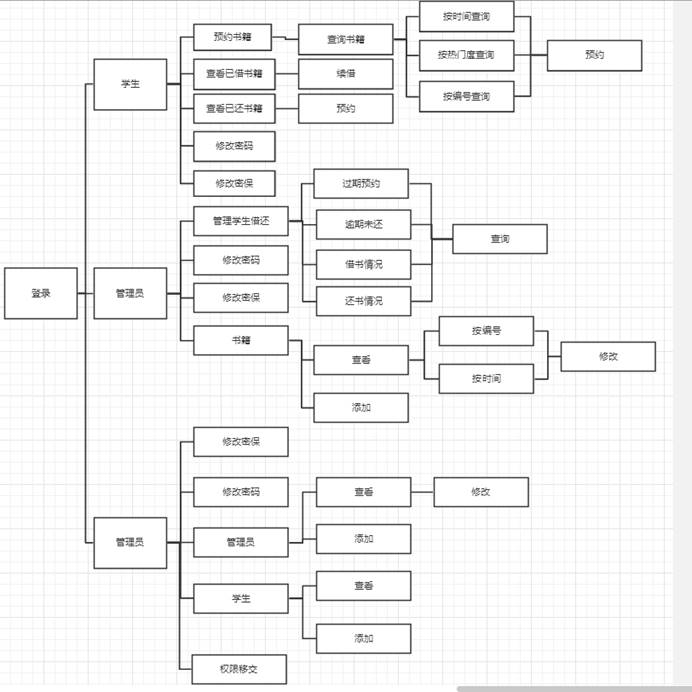 登录
学生
预约书籍
查询书籍
按时间查询
按热门度查询
按编号查询
预约
查看已借书籍
续借
查看已还书籍
预约
修改密码
修改密保
管理员
管理学生借还
过期预约
逾期未还
借书情况
还书情况
查询
修改密码
修改密保
书籍
查看
按编号
按时间
修改
添加
管理员
修改密保
修改密码
管理员
查看
修改
添加
学生
查看
添加
权限移交